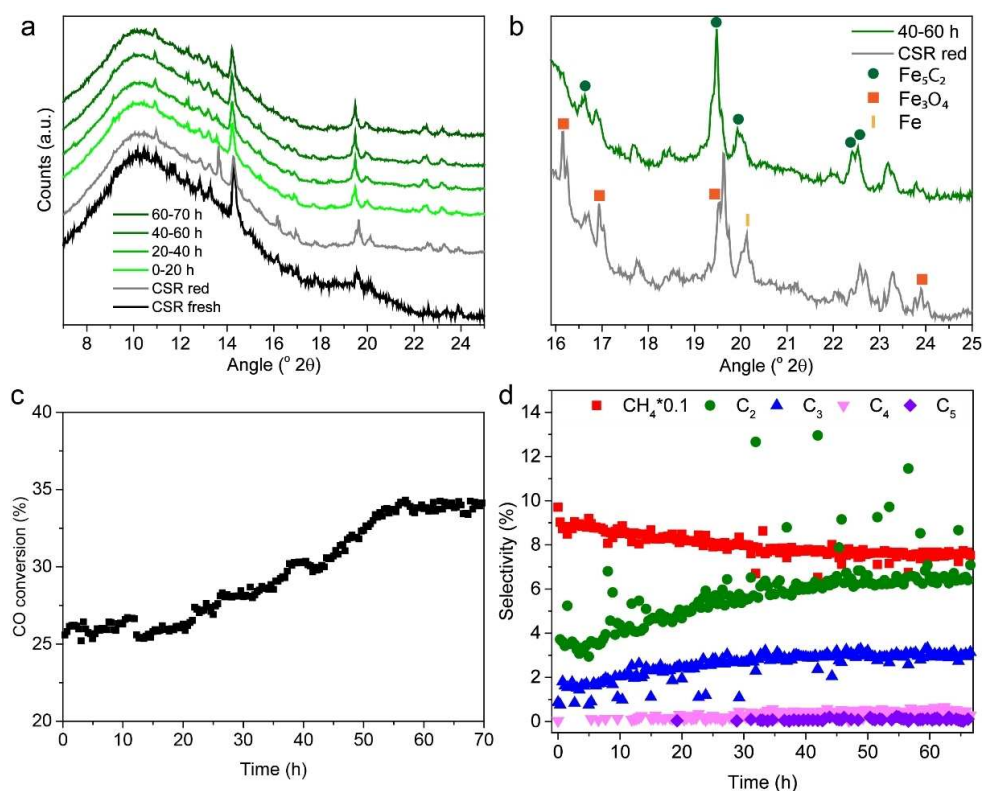 a
Counts (a.u.)
60-70 h
40-60 h
20-40 h
0-20 h
CSR red
CSR fresh
8 10 12 14 16 18 20 22 24
Angle (° 2θ)
b
40-60 h
CSR red
Fe₅C₂
Fe₃O₄
Fe
16 17 18 19 20 21 22 23 24 25
Angle (° 2θ)
c
CO conversion (%)
40
35
30
25
20
0 10 20 30 40 50 60 70
Time (h)
d
CH₄*0.1 C₂ C₃ C₄ C₅
Selectivity (%)
14
12
10
8
6
4
2
0
0 10 20 30 40 50 60
Time (h)